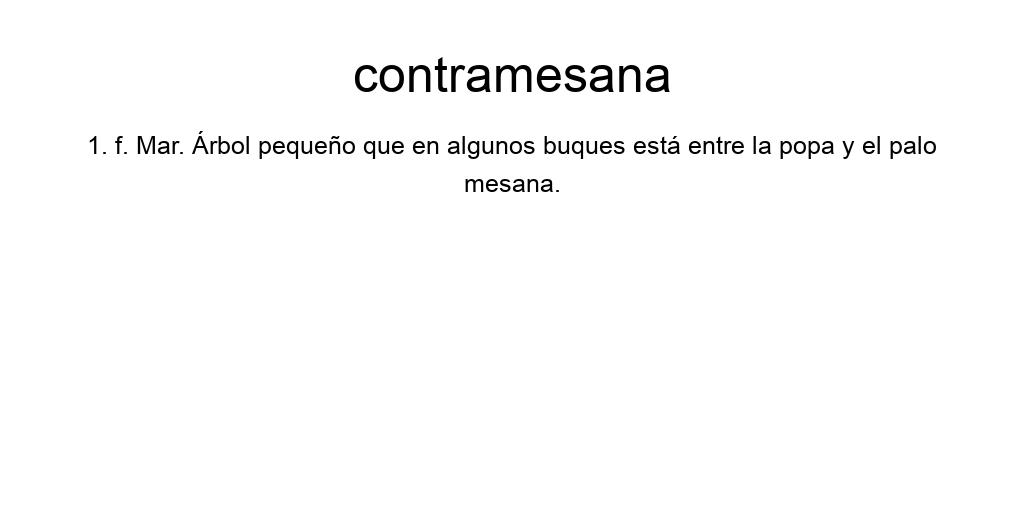 contramesana
1. f. Mar. Árbol pequeño que en algunos buques está entre la popa y el palo
mesana.